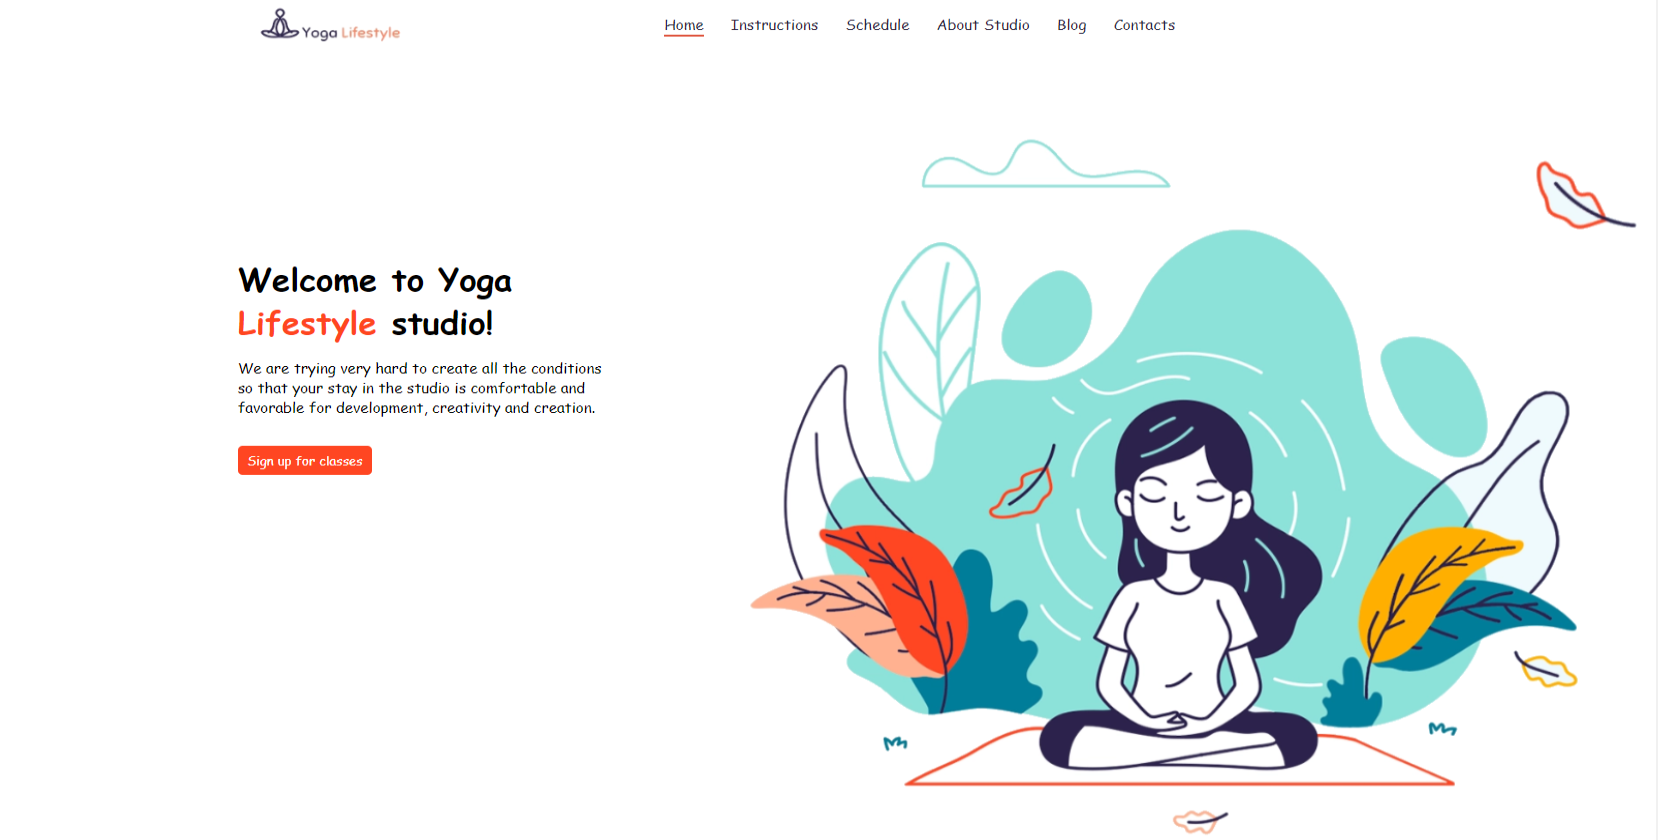 Yoga Lifestyle
Home Instructions Schedule About Studio Blog Contacts
Welcome to Yoga
Lifestyle studio!
We are trying very hard to create all the conditions
so that your stay in the studio is comfortable and
favorable for development, creativity and creation.
Sign up for classes